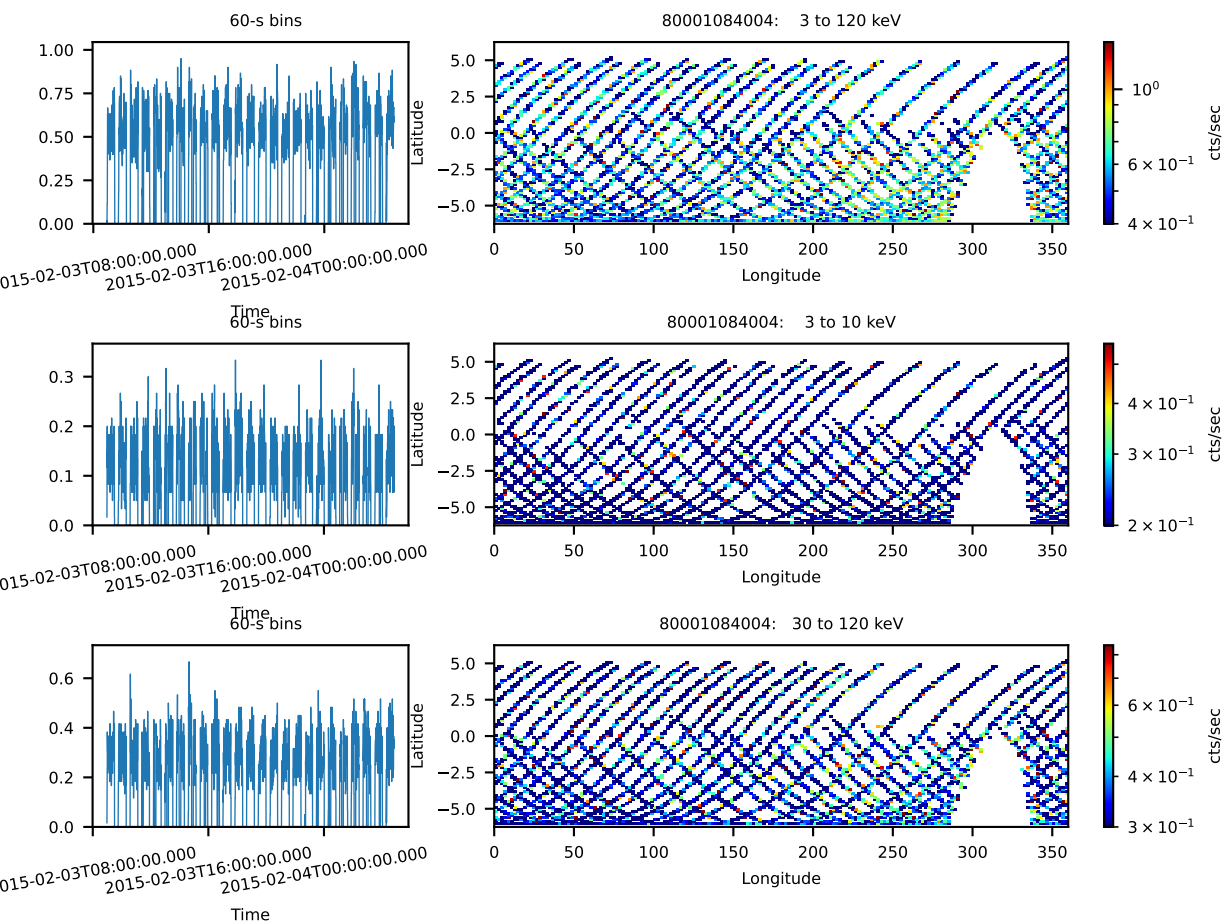 60-s bins
80001084004: 3 to 120 keV
1.00
0.75
0.50
0.25
0.00
015-02-03T08:00:00.000
2015-02-03T16:00:00.000
2015-02-04T00:00:00.000
Time
Latitude
5.0
2.5
0.0
−2.5
−5.0
0 50 100 150 200 250 300 350
Longitude
10⁰
6 × 10⁻¹
4 × 10⁻¹
cts/sec
60-s bins
80001084004: 3 to 10 keV
0.3
0.2
0.1
0.0
015-02-03T08:00:00.000
2015-02-03T16:00:00.000
2015-02-04T00:00:00.000
Time
Latitude
5.0
2.5
0.0
−2.5
−5.0
0 50 100 150 200 250 300 350
Longitude
4 × 10⁻¹
3 × 10⁻¹
2 × 10⁻¹
cts/sec
60-s bins
80001084004: 30 to 120 keV
0.6
0.4
0.2
0.0
015-02-03T08:00:00.000
2015-02-03T16:00:00.000
2015-02-04T00:00:00.000
Time
Latitude
5.0
2.5
0.0
−2.5
−5.0
0 50 100 150 200 250 300 350
Longitude
6 × 10⁻¹
4 × 10⁻¹
3 × 10⁻¹
cts/sec